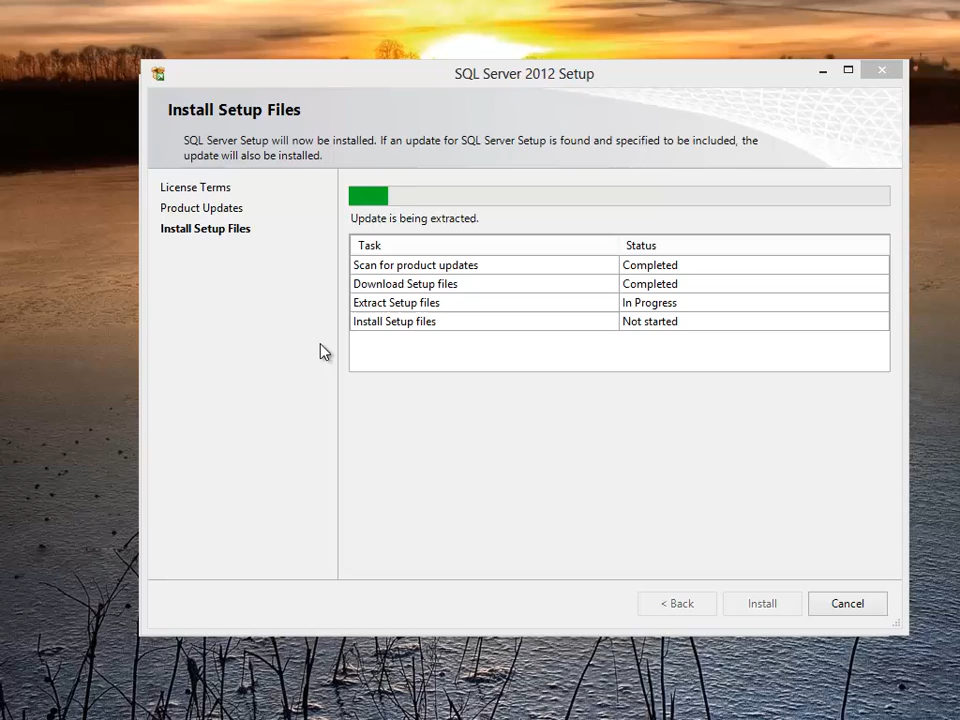 SQL Server 2012 Setup
Install Setup Files
SQL Server Setup will now be installed. If an update for SQL Server Setup is found and specified to be included, the
update will also be installed.
License Terms
Product Updates
Install Setup Files
Update is being extracted.
Task Status
Scan for product updates Completed
Download Setup files Completed
Extract Setup files In Progress
Install Setup files Not started
< Back Install Cancel